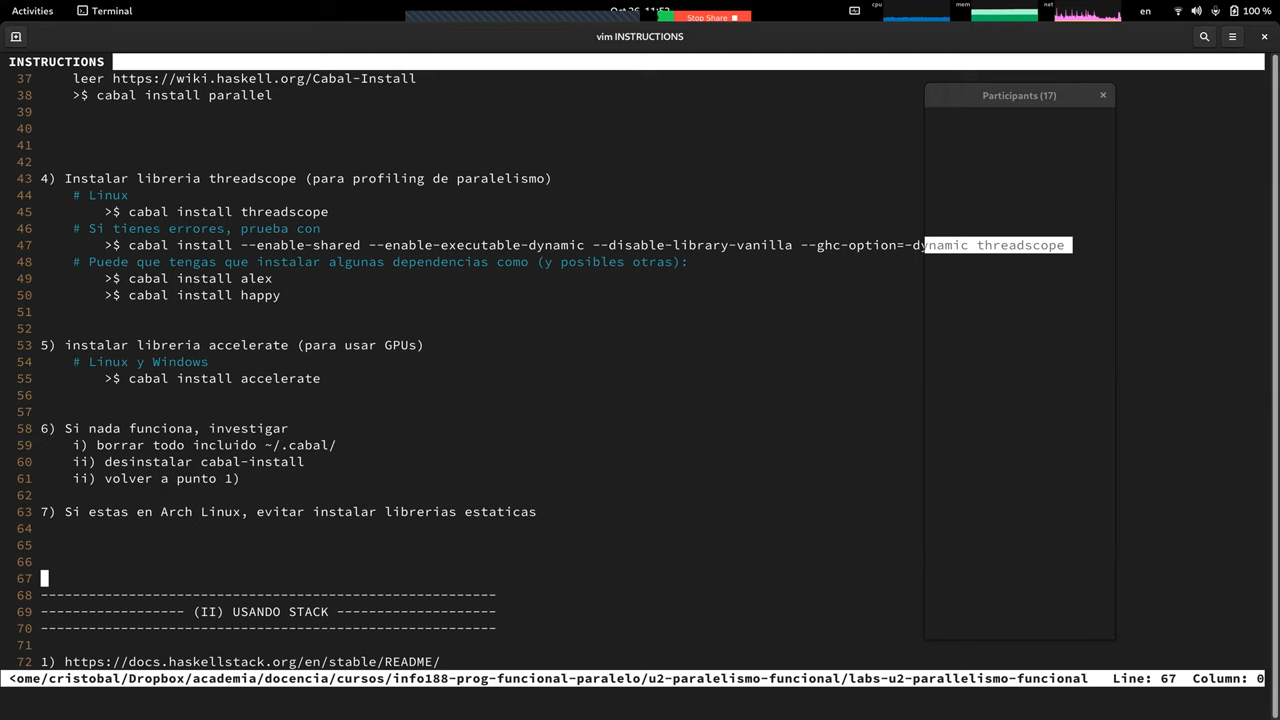 Activities Terminal Stop Share cpu mem net en 100 %
vim INSTRUCTIONS
INSTRUCTIONS
37 leer https://wiki.haskell.org/Cabal-Install
38 >$ cabal install parallel
Participants (17) ×
39
40
41
42
43 4) Instalar libreria threadscope (para profiling de paralelismo)
44 # Linux
45 >$ cabal install threadscope
46 # Si tienes errores, prueba con
47 >$ cabal install --enable-shared --enable-executable-dynamic --disable-library-vanilla --ghc-option=-dynamic threadscope
48 # Puede que tengas que instalar algunas dependencias como (y posibles otras):
49 >$ cabal install alex
50 >$ cabal install happy
51
52
53 5) instalar libreria accelerate (para usar GPUs)
54 # Linux y Windows
55 >$ cabal install accelerate
56
57
58 6) Si nada funciona, investigar
59 i) borrar todo incluido ~/.cabal/
60 ii) desinstalar cabal-install
61 ii) volver a punto 1)
62
63 7) Si estas en Arch Linux, evitar instalar librerias estaticas
64
65
66
67
68 ---------------------------------------------------------
69 ------------------ (II) USANDO STACK --------------------
70 ---------------------------------------------------------
71
72 1) https://docs.haskellstack.org/en/stable/README/
<ome/cristobal/Dropbox/academia/docencia/cursos/info188-prog-funcional-paralelo/u2-paralelismo-funcional/labs-u2-parallelismo-funcional Line: 67 Column: 0